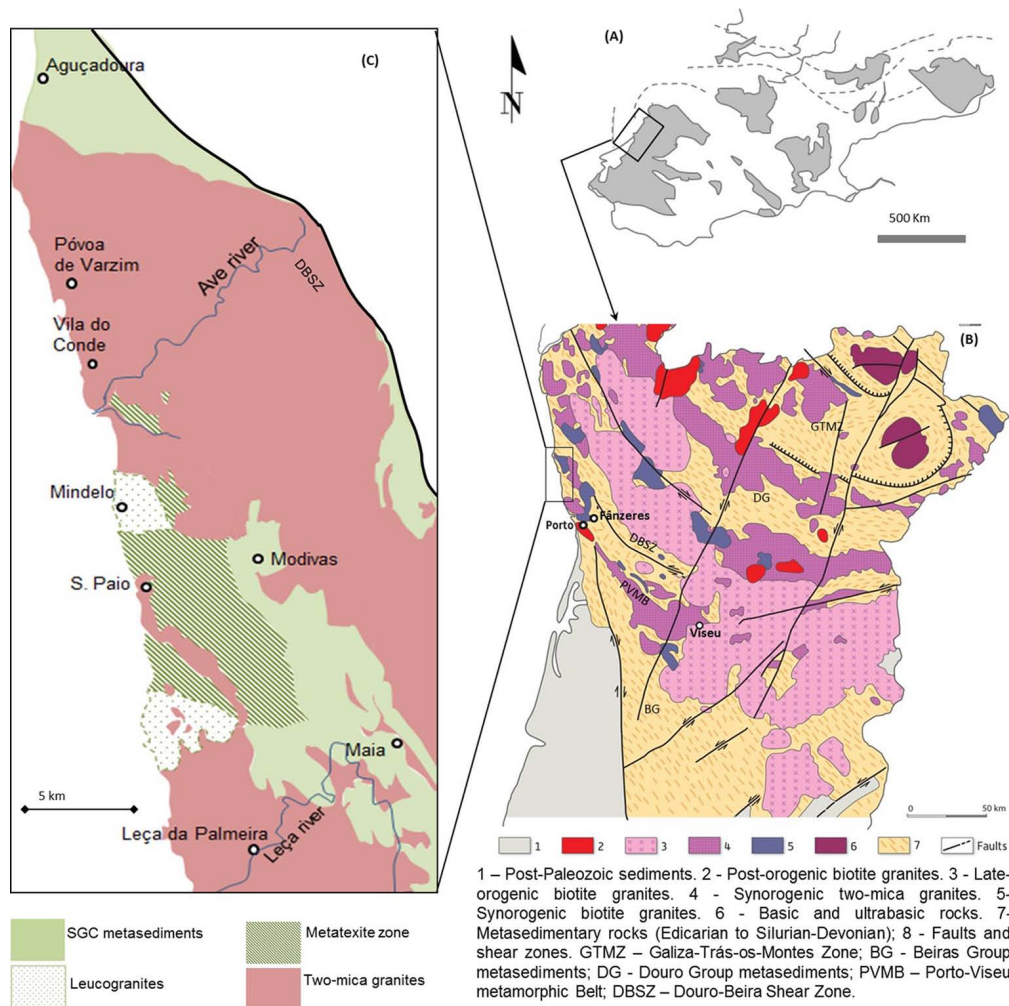 Aguçadoura
(C)
Póvoa
de Varzim
Ave river
DBSZ
Vila do
Conde
Mindelo
Modivas
S. Paio
Maia
5 km
Leça da Palmeira
Leça river
SGC metasediments
Metatexite zone
Leucogranites
Two-mica granites
(A)
N
500 Km
(B)
GTMZ
DG
Fânzeres
Porto
DBSZ
PVMB
Viseu
BG
0 50 km
1 2 3 4 5 6 7 Faults
1 – Post-Paleozoic sediments. 2 - Post-orogenic biotite granites. 3 - Late-
orogenic biotite granites. 4 - Synorogenic two-mica granites. 5-
Synorogenic biotite granites. 6 - Basic and ultrabasic rocks. 7-
Metasedimentary rocks (Edicarian to Silurian-Devonian); 8 - Faults and
shear zones. GTMZ – Galiza-Trás-os-Montes Zone; BG - Beiras Group
metasediments; DG - Douro Group metasediments; PVMB – Porto-Viseu
metamorphic Belt; DBSZ – Douro-Beira Shear Zone.